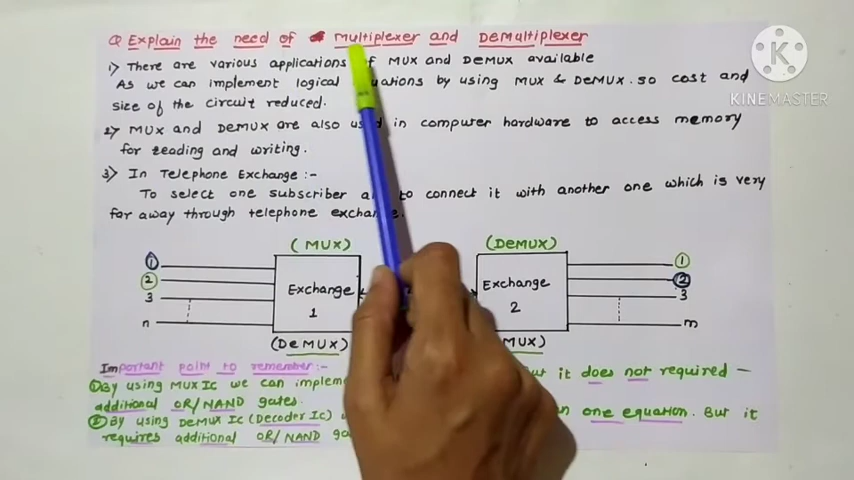 Q Explain the need of multiplexer and DeMultiplexer
1) There are various applications of MUX and DEMUX available
As we can implement logical equations by using MUX & DEMUX. so cost and
size of the circuit reduced.
2) MUX and DEMUX are also used in computer hardware to access memory
for reading and writing.
3) In Telephone Exchange :-
To select one subscriber to connect it with another one which is very
far away through telephone exchange.
(MUX) (DeMUX)
1 1
2 2
3 Exchange 1 Exchange 2 3
n m
(DeMUX) MUX)
Important point to remember :-
① By using MUX IC we can implem but it does not required —
additional OR/NAND gates.
② By using DEMUX IC (Decoder IC) one equation. But it
requires additional OR/NAND ga
KINEMASTER